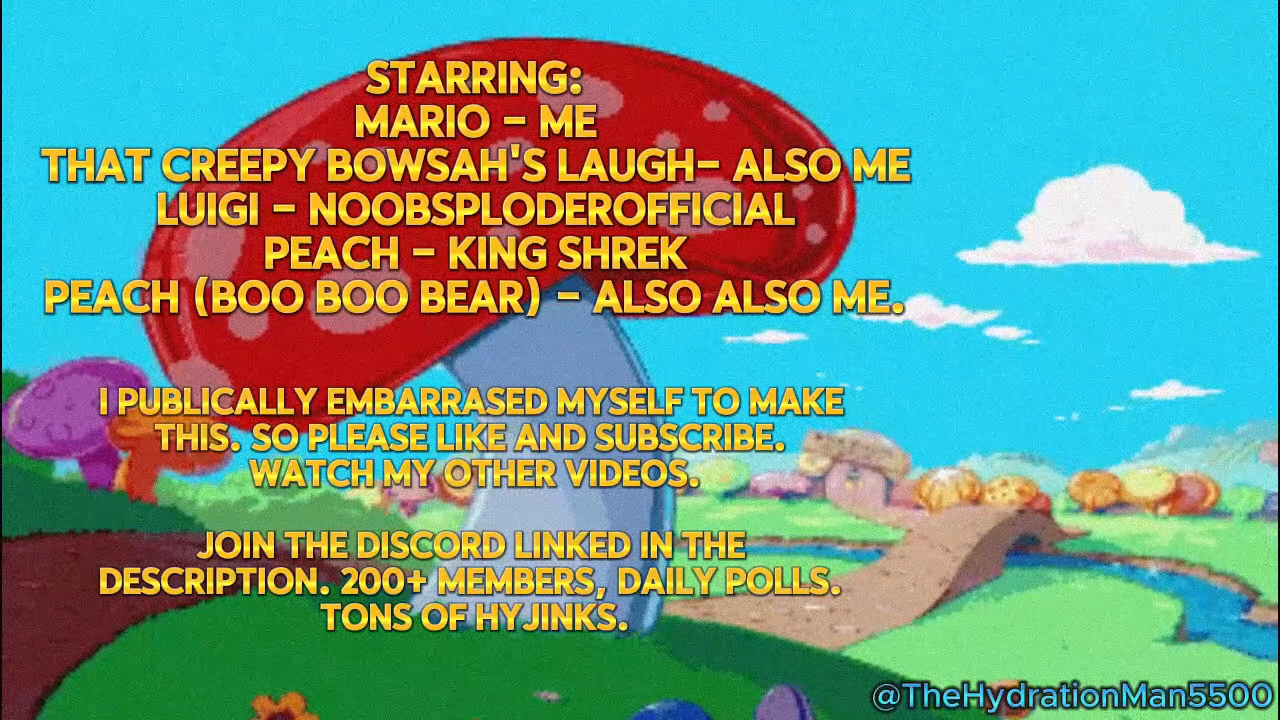 STARRING:
MARIO - ME
THAT CREEPY BOWSAH'S LAUGH- ALSO ME
LUIGI - NOOBSPLODEROFFICIAL
PEACH - KING SHREK
PEACH (BOO BOO BEAR) - ALSO ALSO ME.
I PUBLICALLY EMBARRASED MYSELF TO MAKE
THIS. SO PLEASE LIKE AND SUBSCRIBE.
WATCH MY OTHER VIDEOS.
JOIN THE DISCORD LINKED IN THE
DESCRIPTION. 200+ MEMBERS, DAILY POLLS.
TONS OF HYJINKS.
@TheHydrationMan5500